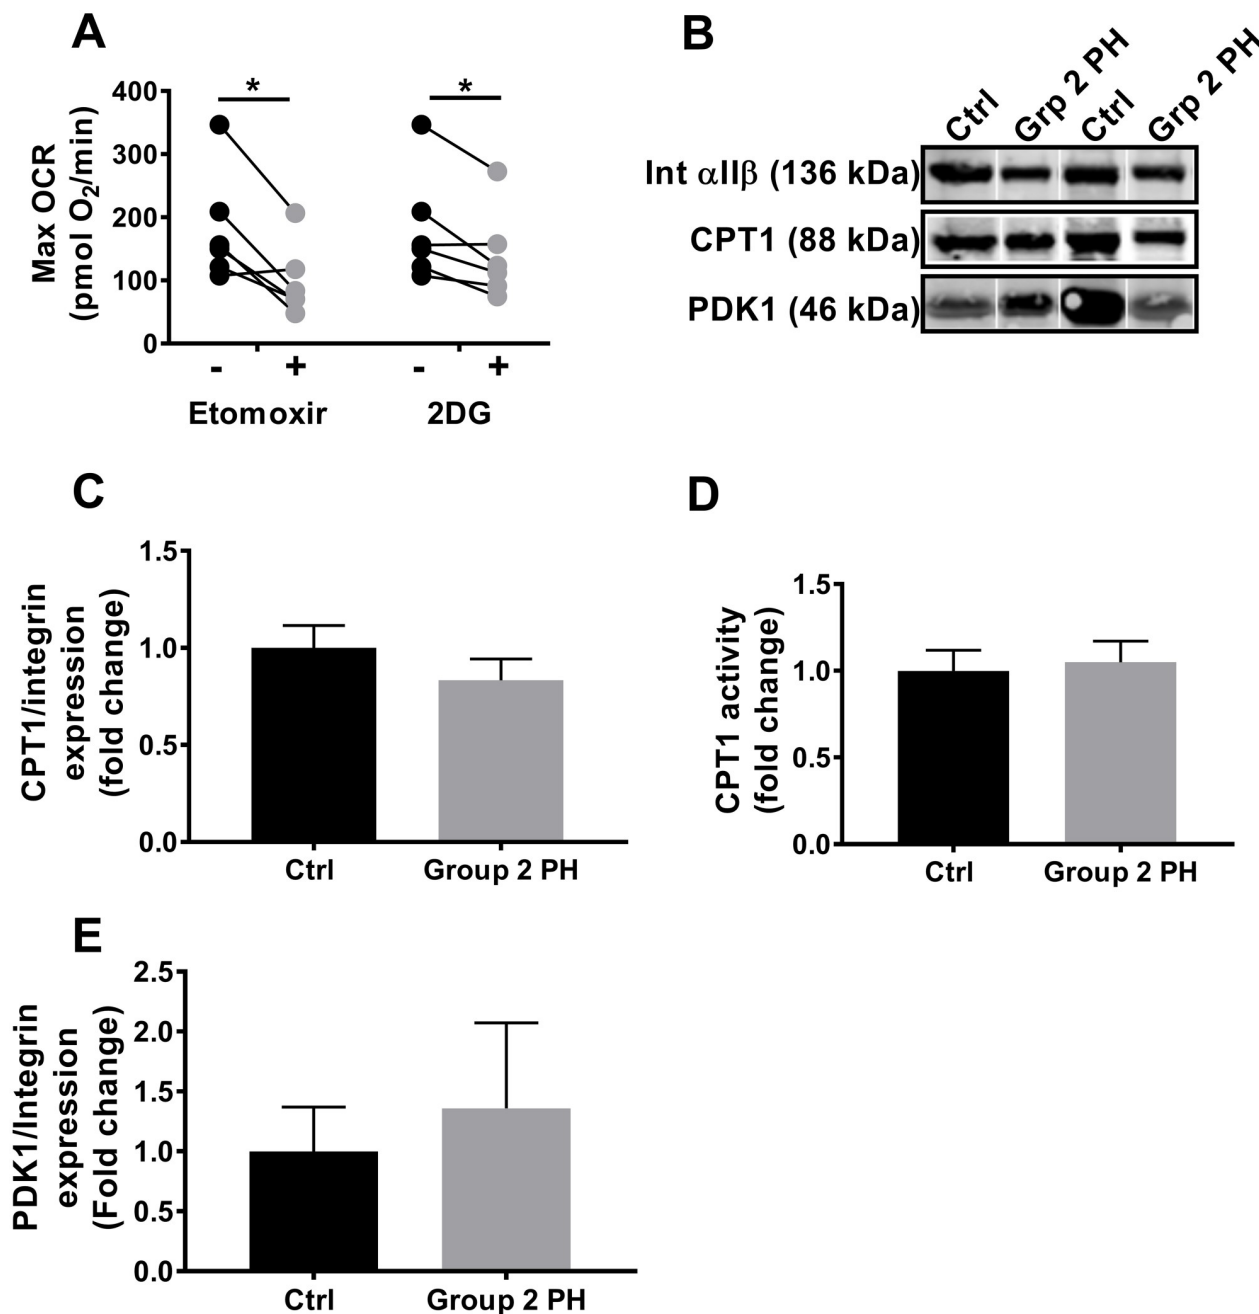 A
Max OCR
(pmol O2/min)
400
300
200
100
0
*
*
-
+
-
+
Etomoxir
2DG
B
Ctrl
Grp 2 PH
Ctrl
Grp 2 PH
Int αIIβ (136 kDa)
CPT1 (88 kDa)
PDK1 (46 kDa)
C
CPT1/integrin
expression
(fold change)
1.5
1.0
0.5
0.0
Ctrl
Group 2 PH
D
CPT1 activity
(fold change)
1.5
1.0
0.5
0.0
Ctrl
Group 2 PH
E
PDK1/Integrin
expression
(Fold change)
2.5
2.0
1.5
1.0
0.5
0.0
Ctrl
Group 2 PH